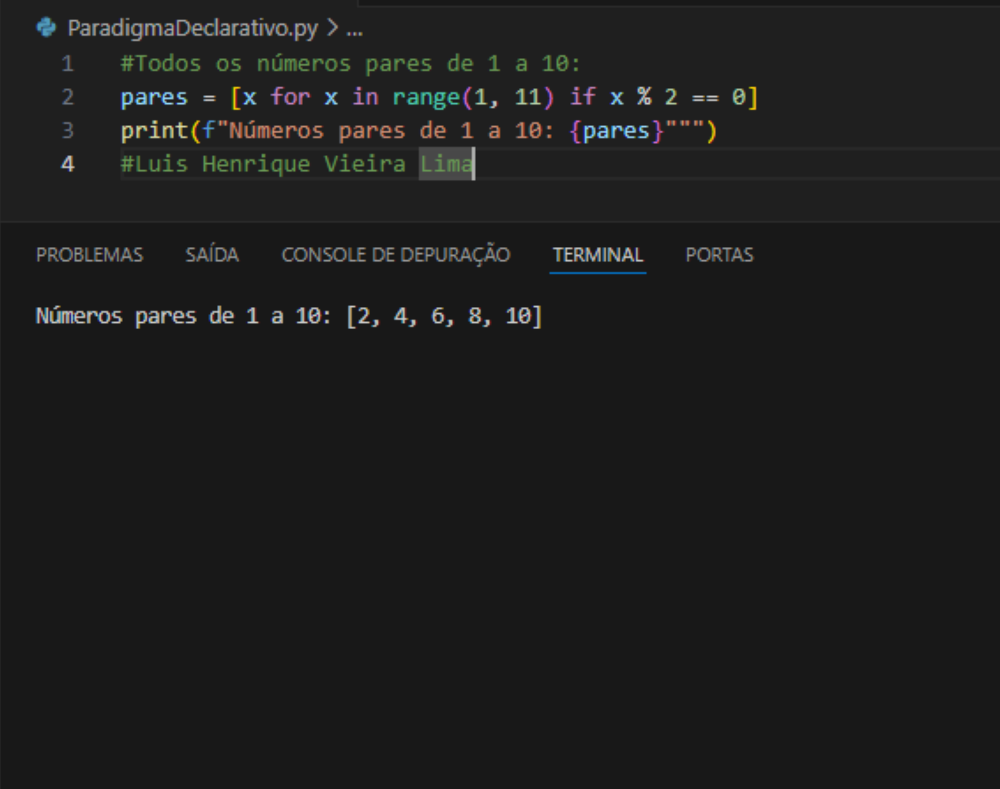 ParadigmaDeclarativo.py > ...
1 #Todos os números pares de 1 a 10:
2 pares = [x for x in range(1, 11) if x % 2 == 0]
3 print(f"Números pares de 1 a 10: {pares}""")
4 #Luis Henrique Vieira Lima
PROBLEMAS SAÍDA CONSOLE DE DEPURAÇÃO TERMINAL PORTAS
Números pares de 1 a 10: [2, 4, 6, 8, 10]